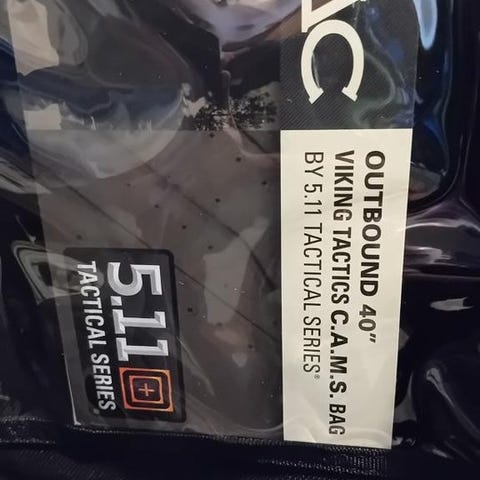 AC
OUTBOUND 40"
VIKING TACTICS C.A.M.S. BAG
BY 5.11 TACTICAL SERIES®
5.11
TACTICAL SERIES®